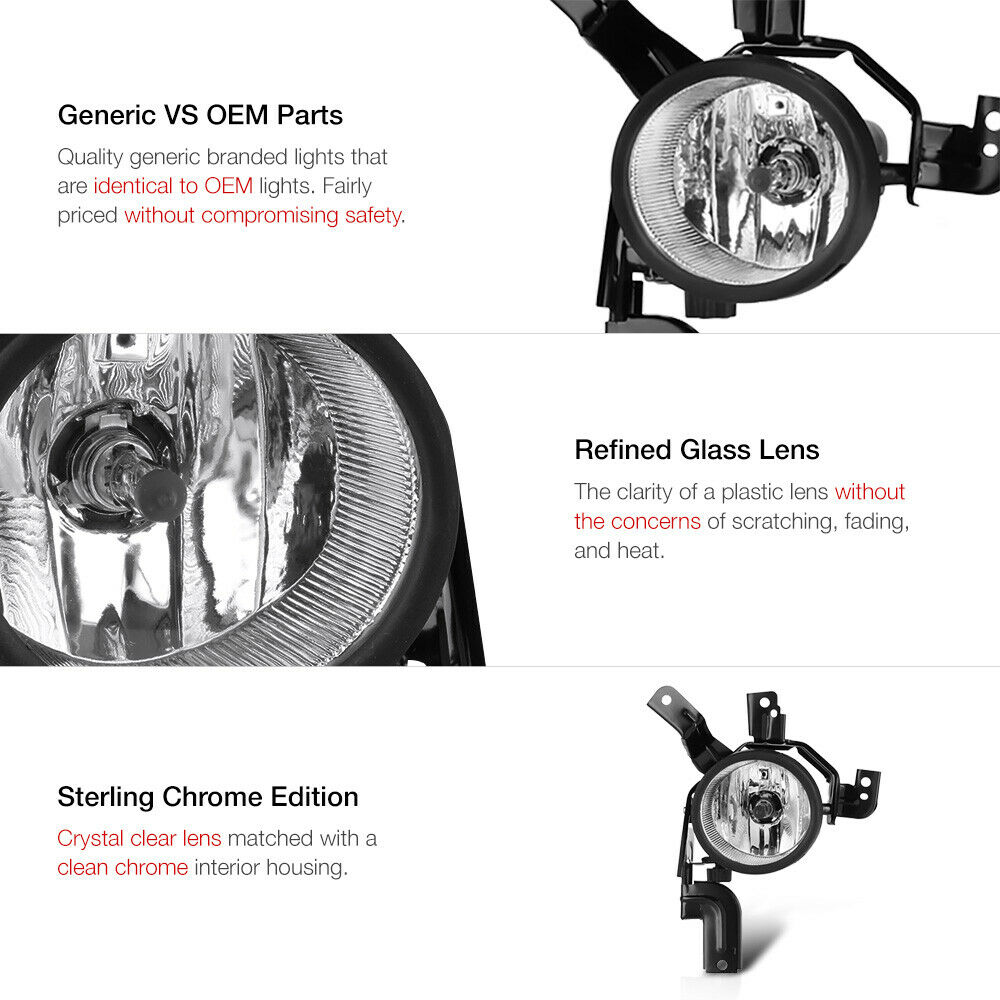 Generic VS OEM Parts
Quality generic branded lights that
are identical to OEM lights. Fairly
priced without compromising safety.
Refined Glass Lens
The clarity of a plastic lens without
the concerns of scratching, fading,
and heat.
Sterling Chrome Edition
Crystal clear lens matched with a
clean chrome interior housing.